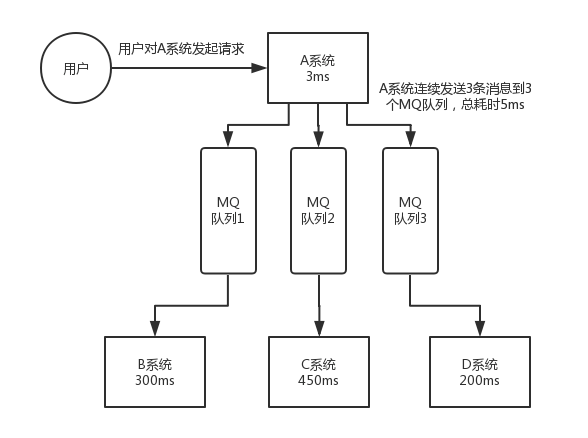 用户
用户对A系统发起请求
A系统
3ms
A系统连续发送3条消息到3
个MQ队列，总耗时5ms
MQ
队列1
MQ
队列2
MQ
队列3
B系统
300ms
C系统
450ms
D系统
200ms